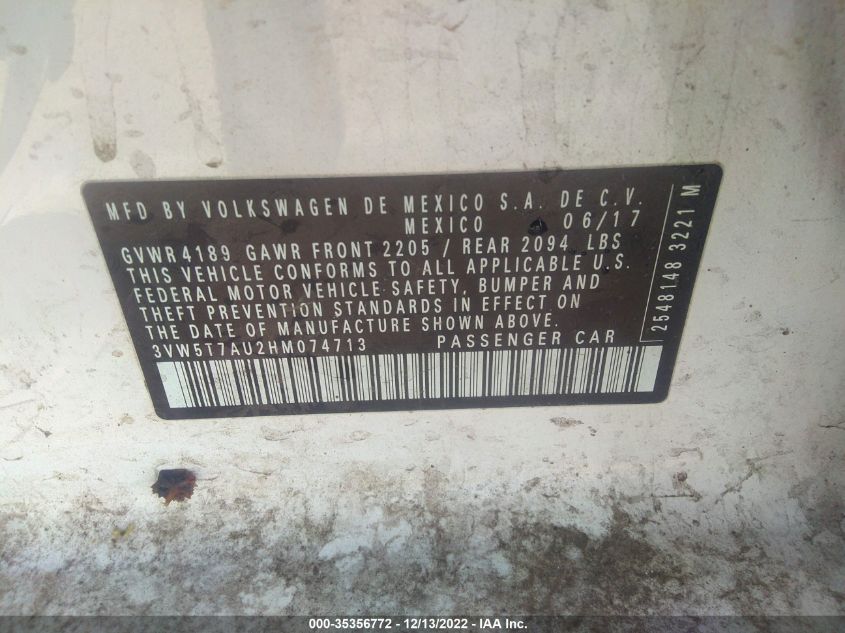 MFD BY VOLKSWAGEN DE MEXICO S.A. DE C.V.
MEXICO 06/17
GVWR 4189 GAWR FRONT 2205 / REAR 2094 LBS
THIS VEHICLE CONFORMS TO ALL APPLICABLE U.S.
FEDERAL MOTOR VEHICLE SAFETY, BUMPER AND
THEFT PREVENTION STANDARDS IN EFFECT ON
THE DATE OF MANUFACTURE SHOWN ABOVE.
3VW5T7AU2HM074713 PASSENGER CAR
2548148 3221 M
000-35356772 - 12/13/2022 - IAA Inc.